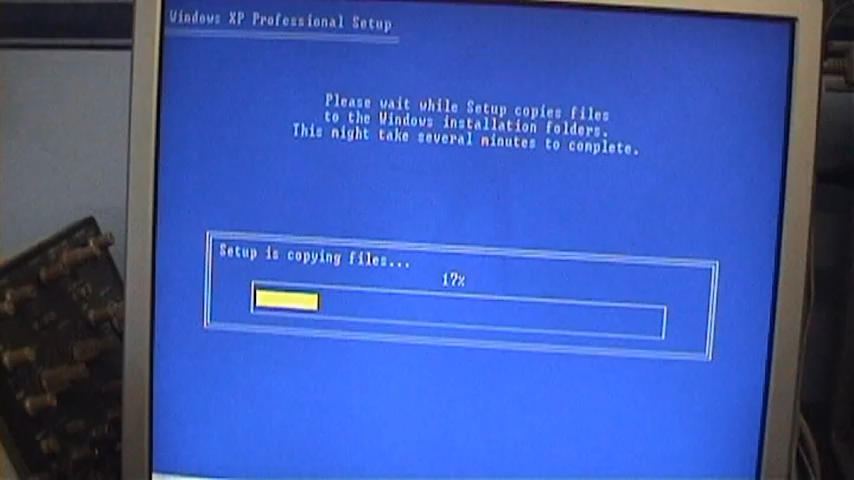 Windows XP Professional Setup
Please wait while Setup copies files
to the Windows installation folders.
This might take several minutes to complete.
Setup is copying files...
17%